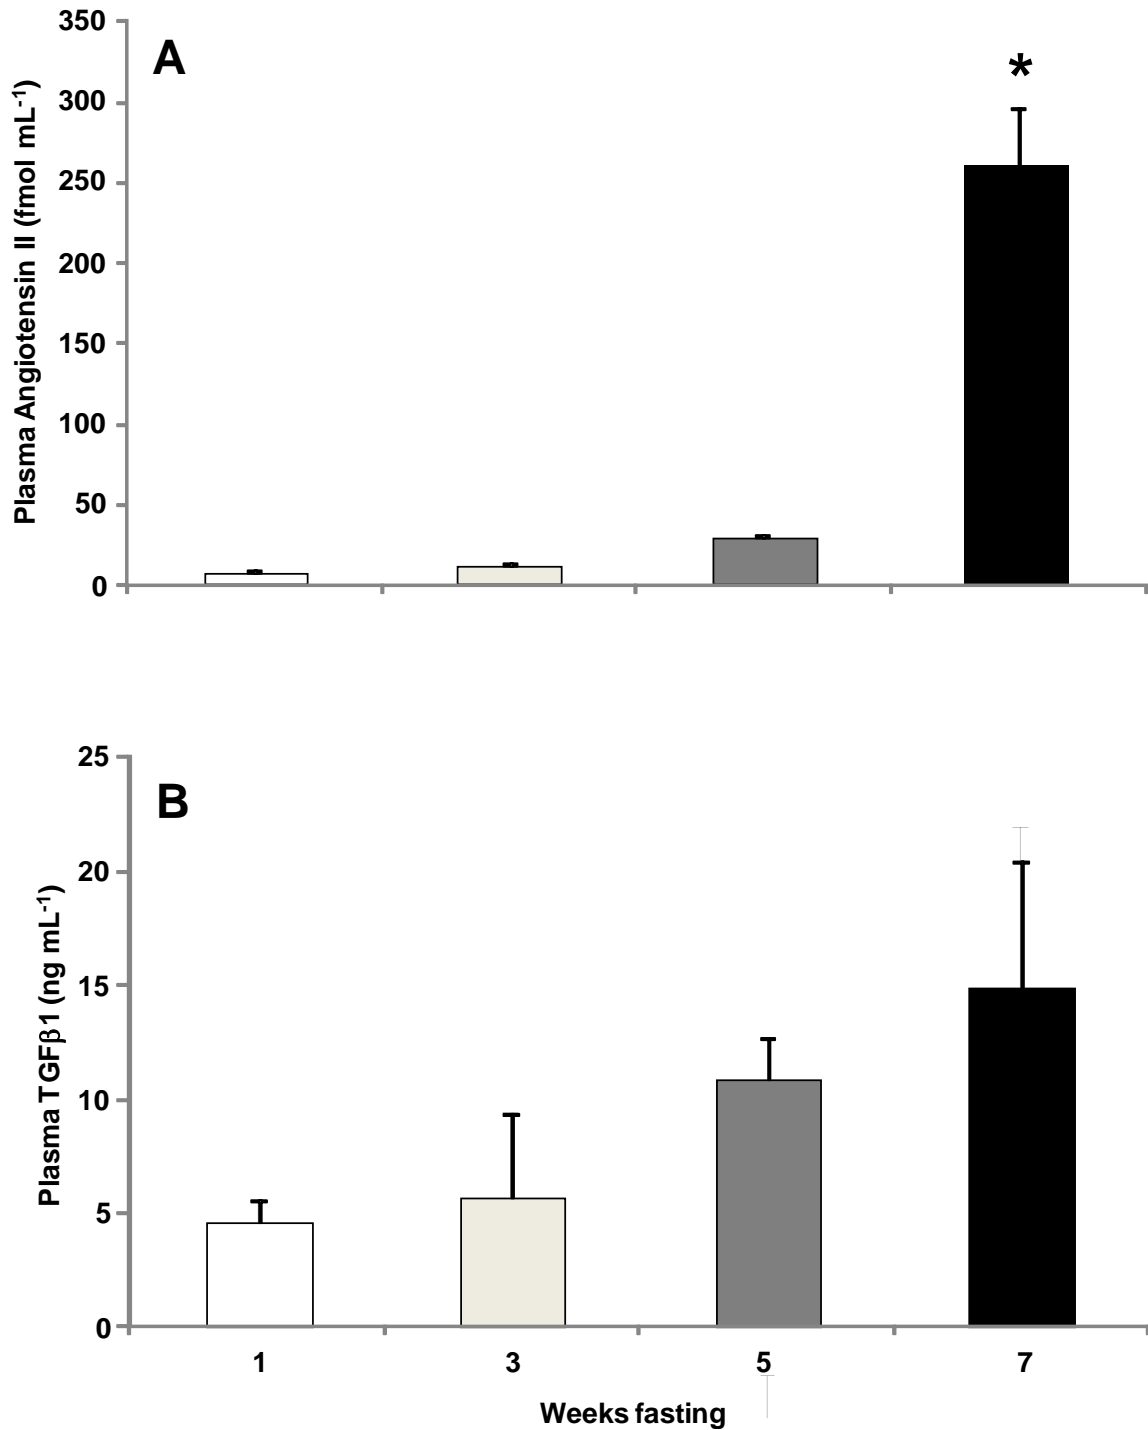 A
*
Plasma Angiotensin II (fmol mL⁻¹)
350
300
250
200
150
100
50
0
B
Plasma TGFβ1 (ng mL⁻¹)
25
20
15
10
5
0
1 3 5 7
Weeks fasting